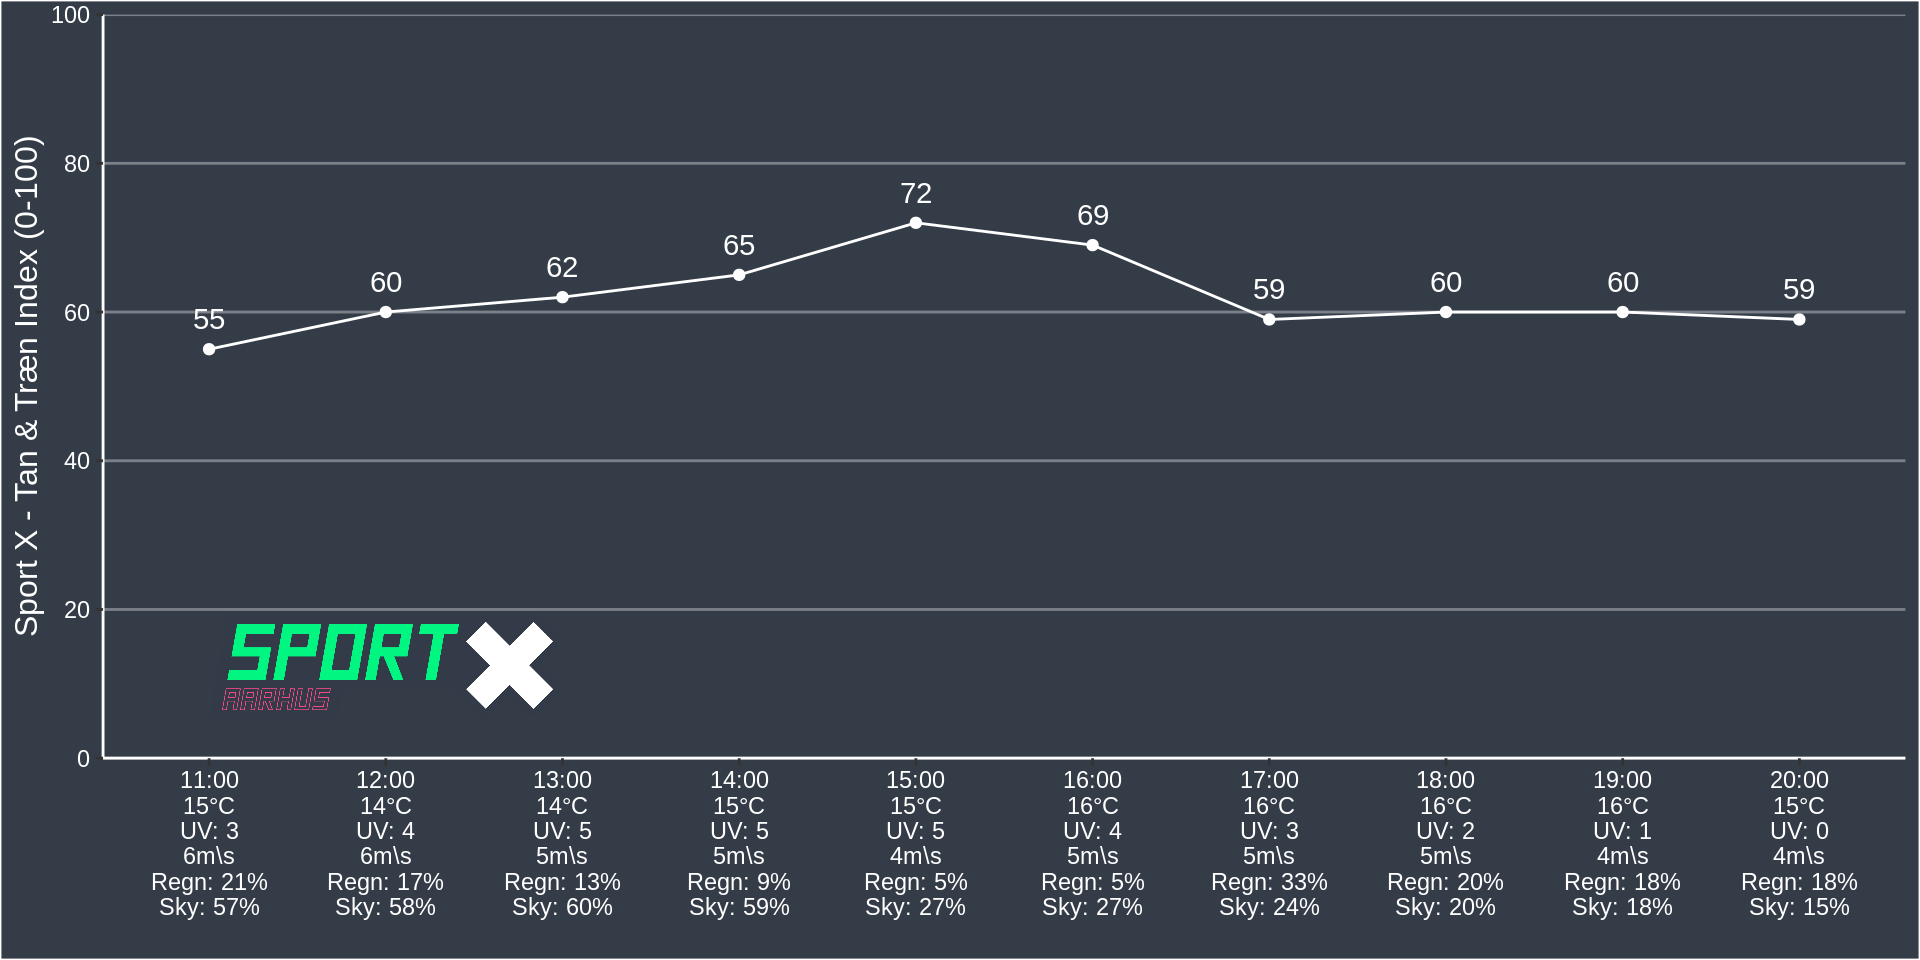 Sport X - Tan & Træn Index (0-100)
100
80
60
40
20
0
55
60
62
65
72
69
59
60
60
59
SPORT X
AARHUS
11:00 12:00 13:00 14:00 15:00 16:00 17:00 18:00 19:00 20:00
15°C 14°C 14°C 15°C 15°C 16°C 16°C 16°C 16°C 15°C
UV: 3 UV: 4 UV: 5 UV: 5 UV: 5 UV: 4 UV: 3 UV: 2 UV: 1 UV: 0
6m\s 6m\s 5m\s 5m\s 4m\s 5m\s 5m\s 5m\s 4m\s 4m\s
Regn: 21% Regn: 17% Regn: 13% Regn: 9% Regn: 5% Regn: 5% Regn: 33% Regn: 20% Regn: 18% Regn: 18%
Sky: 57% Sky: 58% Sky: 60% Sky: 59% Sky: 27% Sky: 27% Sky: 24% Sky: 20% Sky: 18% Sky: 15%